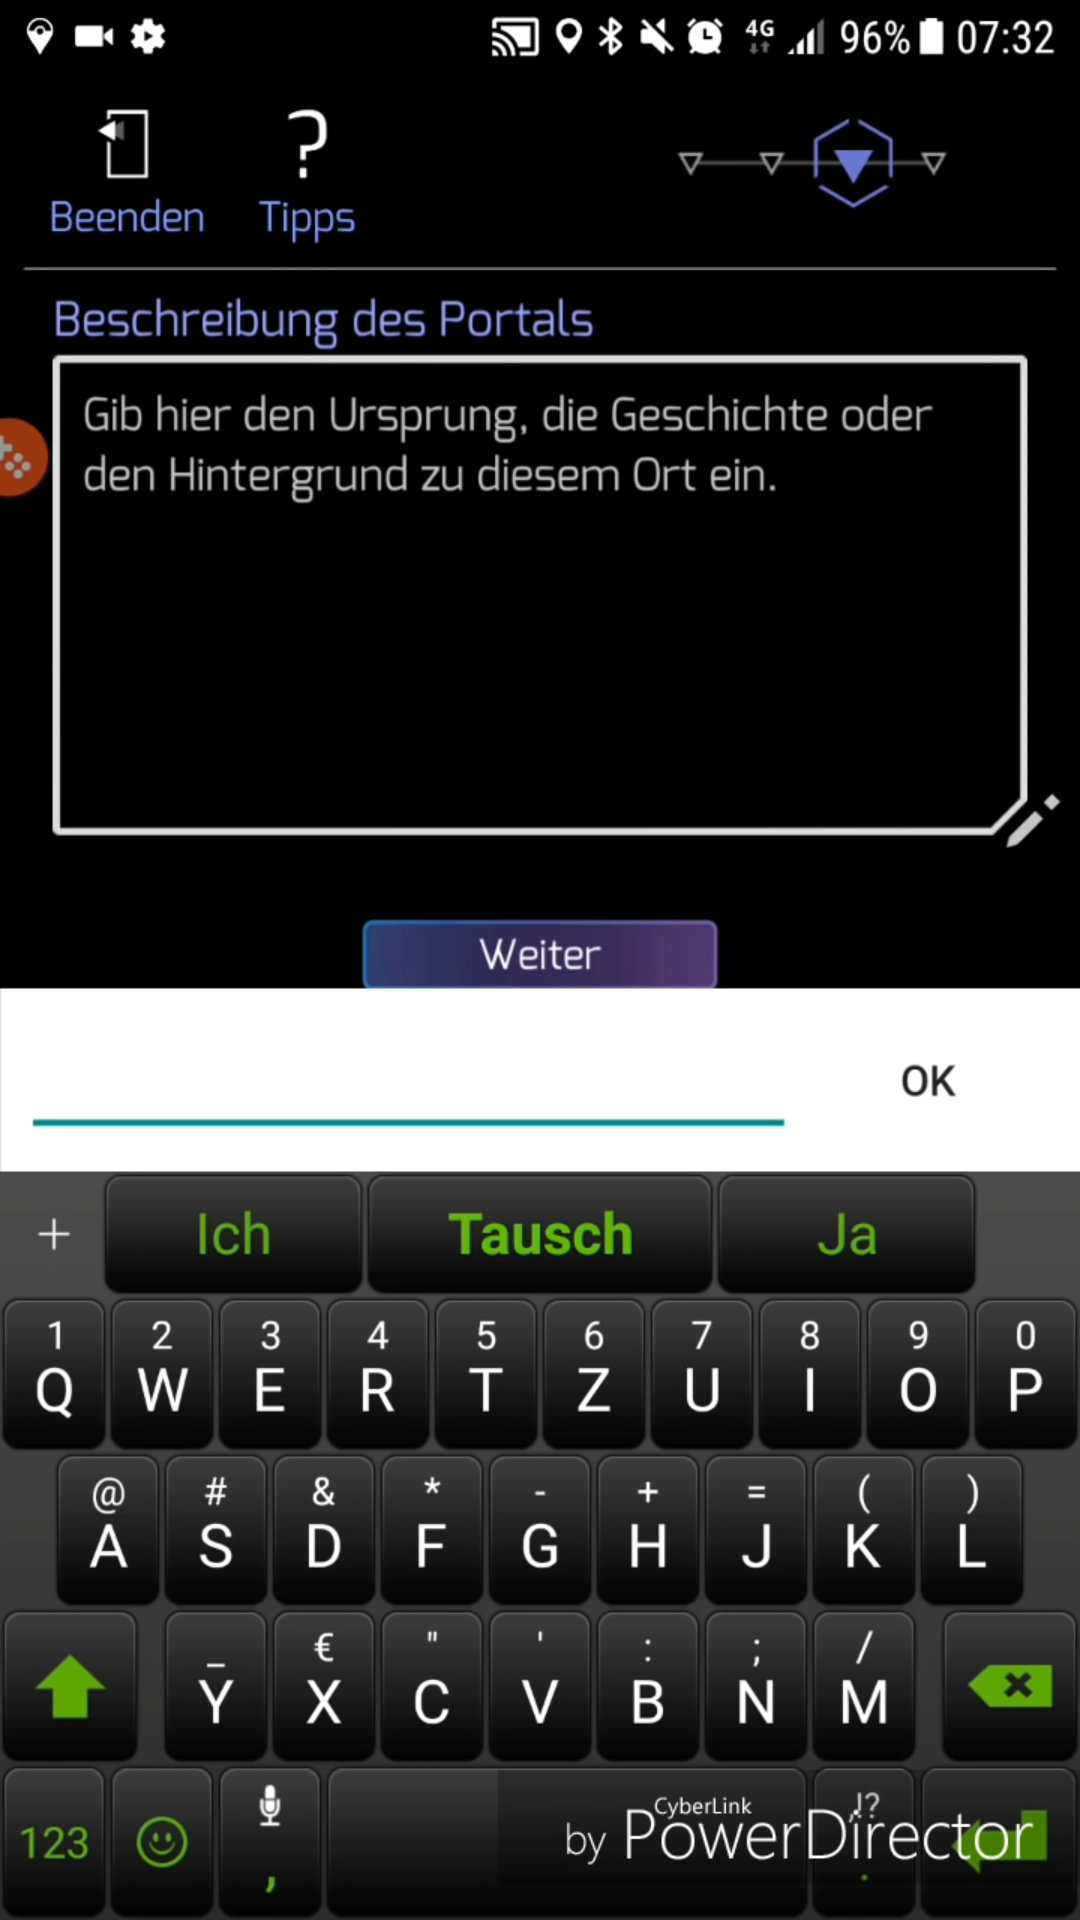 4G 96% 07:32
?
Beenden Tipps
Beschreibung des Portals
Gib hier den Ursprung, die Geschichte oder
den Hintergrund zu diesem Ort ein.
Weiter
OK
+ Ich Tausch Ja
1 2 3 4 5 6 7 8 9 0
Q W E R T Z U I O P
@ # & * - + = ( )
A S D F G H J K L
_ € " ' : ; /
Y X C V B N M
,!?
CyberLink
123 by PowerDirector
, .